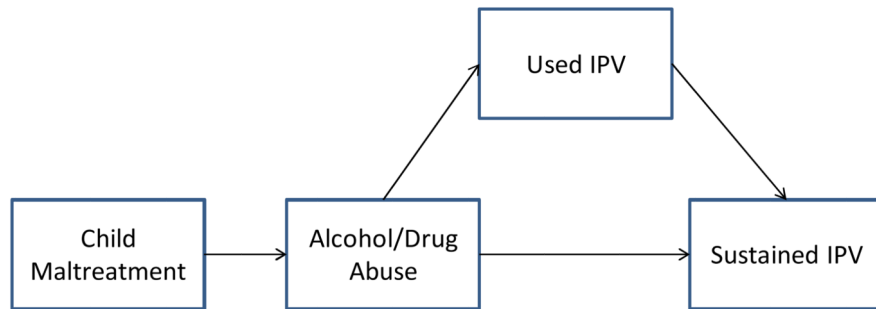 Used IPV
Child
Maltreatment
Alcohol/Drug
Abuse
Sustained IPV